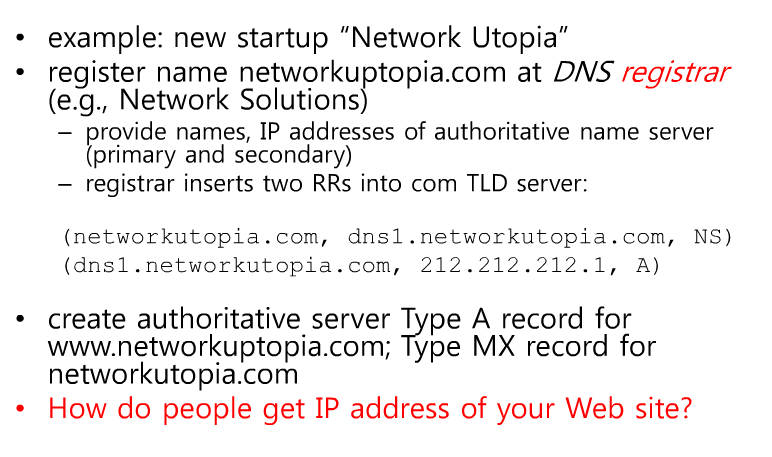 • example: new startup “Network Utopia”
• register name networkuptopia.com at DNS registrar
(e.g., Network Solutions)
– provide names, IP addresses of authoritative name server
(primary and secondary)
– registrar inserts two RRs into com TLD server:
(networkutopia.com, dns1.networkutopia.com, NS)
(dns1.networkutopia.com, 212.212.212.1, A)
• create authoritative server Type A record for
www.networkuptopia.com; Type MX record for
networkutopia.com
• How do people get IP address of your Web site?